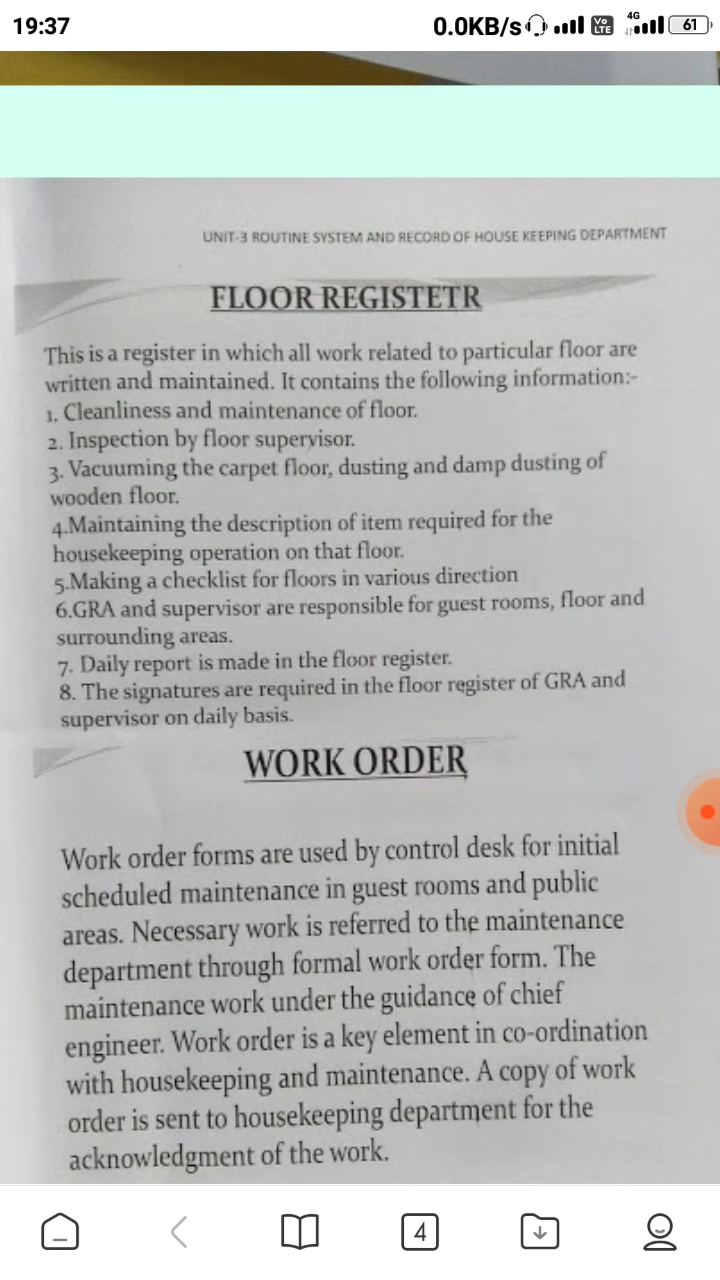 19:37
0.0KB/s
Vo
LTE
4G
61
UNIT-3 ROUTINE SYSTEM AND RECORD OF HOUSE KEEPING DEPARTMENT
FLOOR REGISTETR
This is a register in which all work related to particular floor are
written and maintained. It contains the following information:-
1. Cleanliness and maintenance of floor.
2. Inspection by floor supervisor.
3. Vacuuming the carpet floor, dusting and damp dusting of
wooden floor.
4.Maintaining the description of item required for the
housekeeping operation on that floor.
5.Making a checklist for floors in various direction
6.GRA and supervisor are responsible for guest rooms, floor and
surrounding areas.
7. Daily report is made in the floor register.
8. The signatures are required in the floor register of GRA and
supervisor on daily basis.
WORK ORDER
Work order forms are used by control desk for initial
scheduled maintenance in guest rooms and public
areas. Necessary work is referred to the maintenance
department through formal work order form. The
maintenance work under the guidance of chief
engineer. Work order is a key element in co-ordination
with housekeeping and maintenance. A copy of work
order is sent to housekeeping department for the
acknowledgment of the work.
4